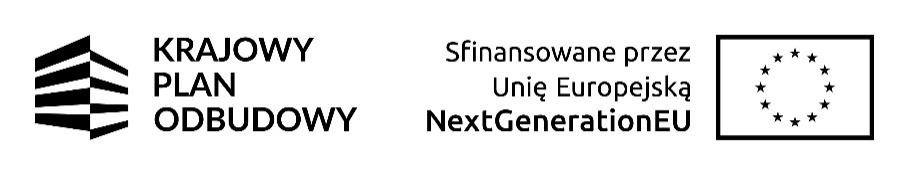 KRAJOWY
PLAN
ODBUDOWY
Sfinansowane przez
Unię Europejską
NextGenerationEU